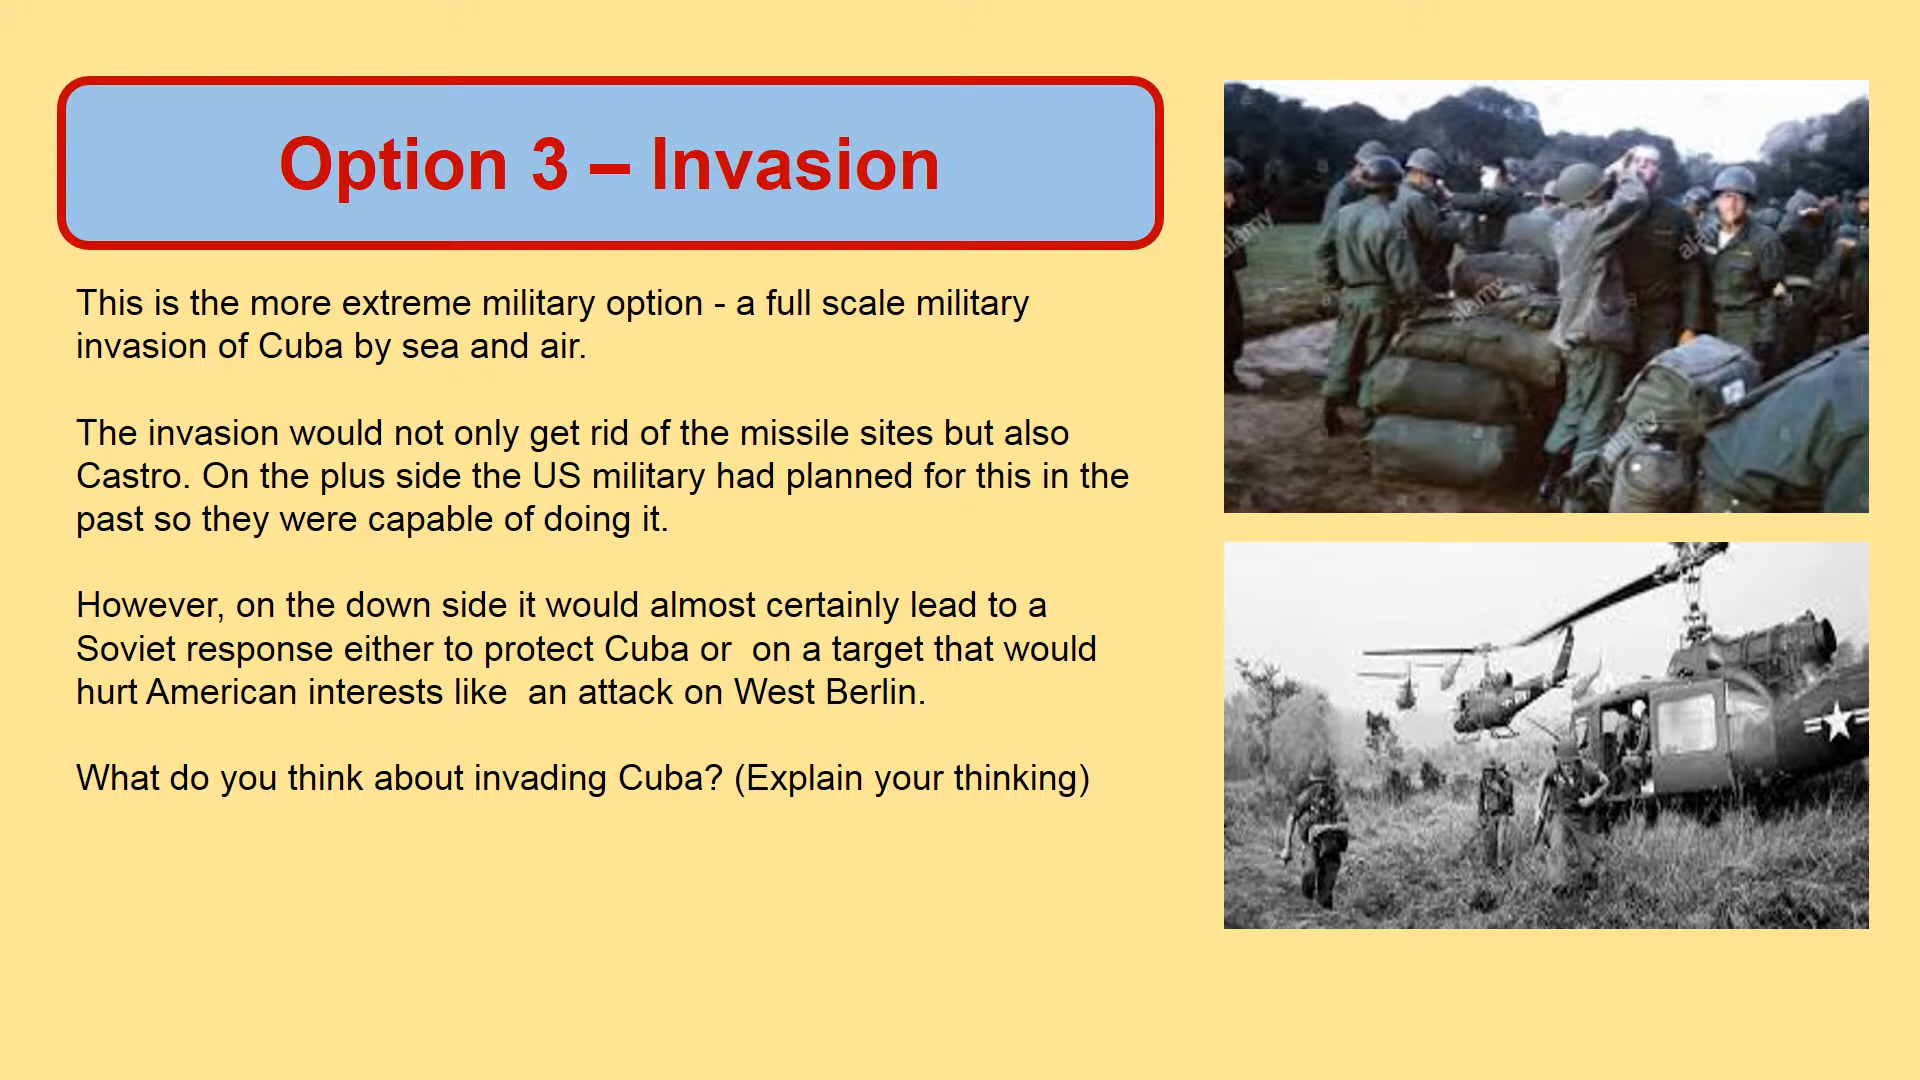 Option 3 – Invasion
This is the more extreme military option - a full scale military
invasion of Cuba by sea and air.
The invasion would not only get rid of the missile sites but also
Castro. On the plus side the US military had planned for this in the
past so they were capable of doing it.
However, on the down side it would almost certainly lead to a
Soviet response either to protect Cuba or  on a target that would
hurt American interests like  an attack on West Berlin.
What do you think about invading Cuba? (Explain your thinking)
alamy
alamy
alamy
alamy